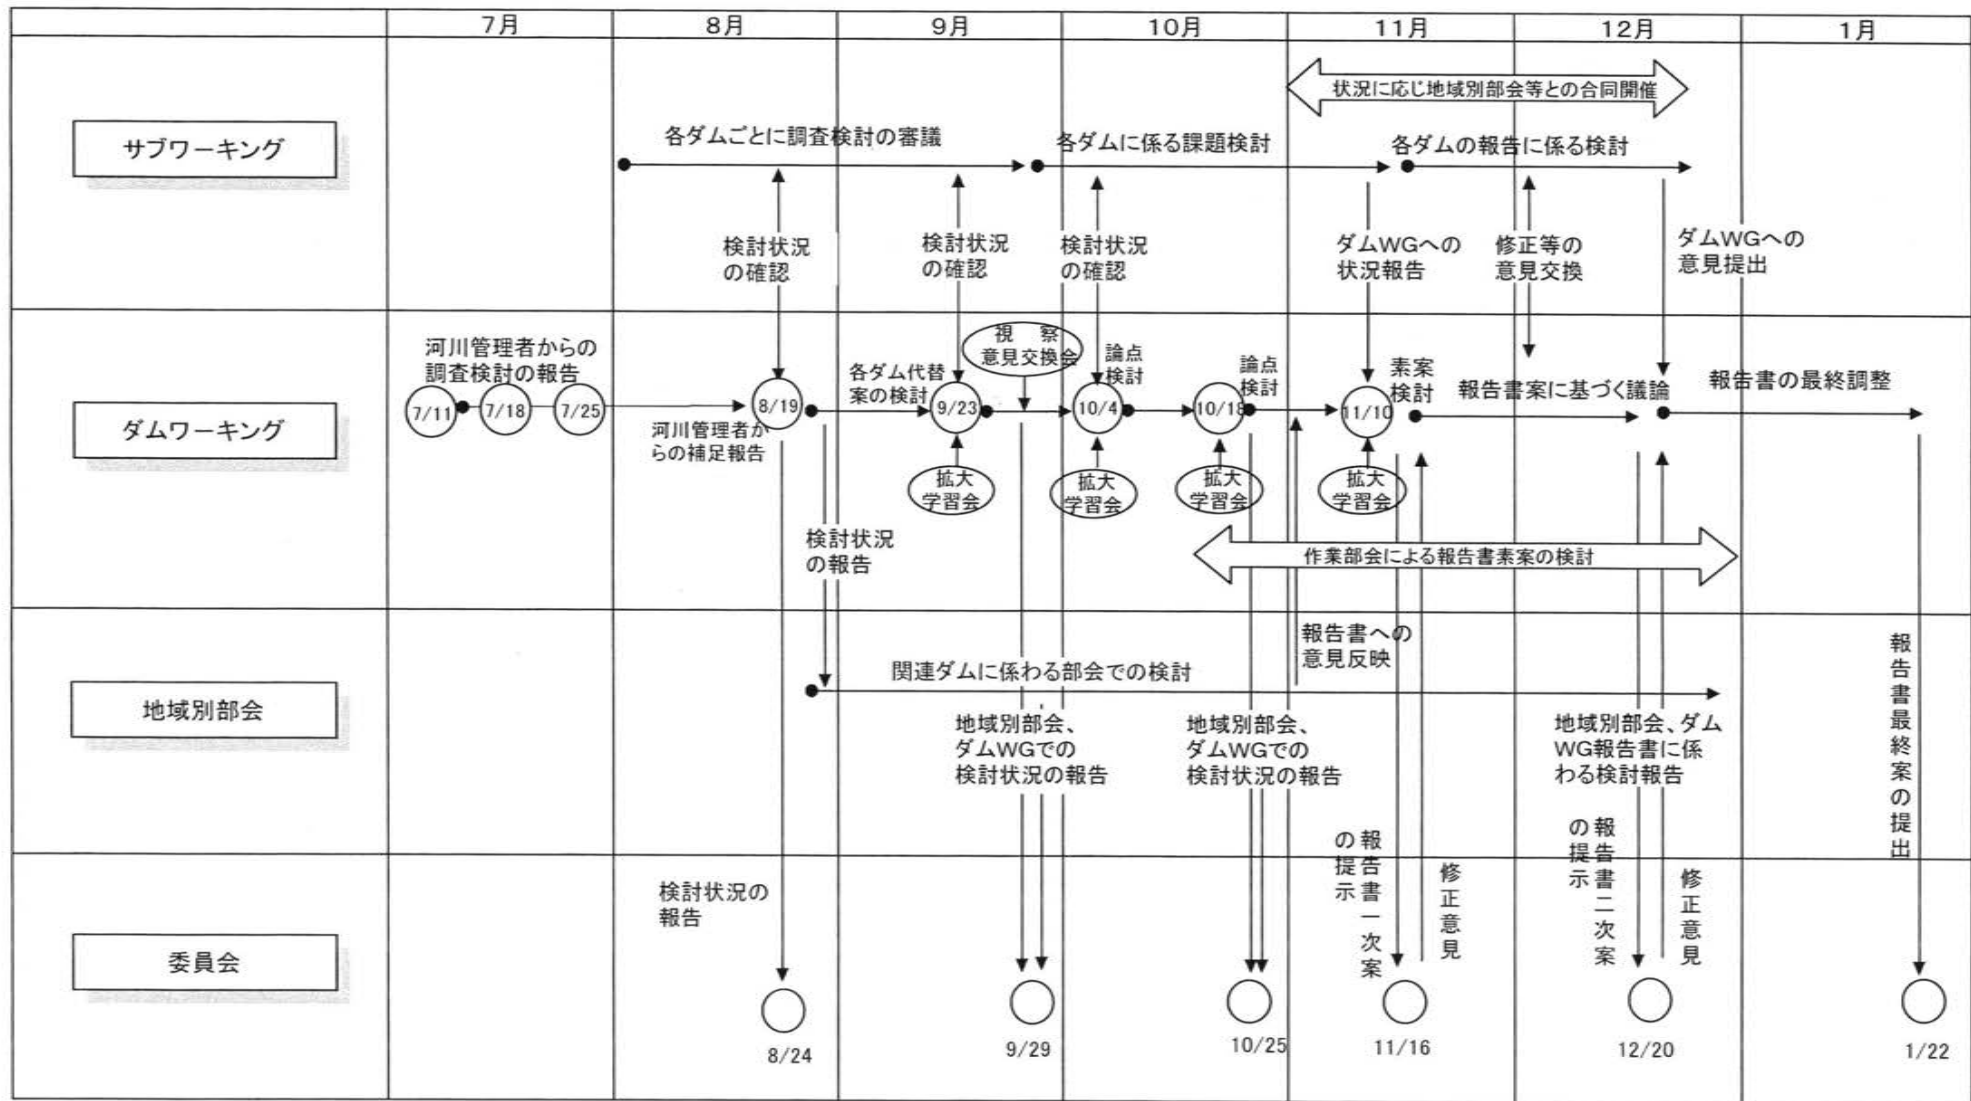 7月
8月
9月
10月
11月
12月
1月
サブワーキング
状況に応じ地域別部会等との合同開催
各ダムごとに調査検討の審議
各ダムに係る課題検討
各ダムの報告に係る検討
検討状況
の確認
検討状況
の確認
検討状況
の確認
ダムWGへの
状況報告
修正等の
意見交換
ダムWGへの
意見提出
ダムワーキング
河川管理者からの
調査検討の報告
7/11
7/18
7/25
河川管理者か
らの補足報告
8/19
各ダム代替
案の検討
9/23
視 察
意見交換会
論点
検討
10/4
10/18
論点
検討
11/10
素案
検討
報告書案に基づく議論
報告書の最終調整
拡大
学習会
拡大
学習会
拡大
学習会
拡大
学習会
検討状況
の報告
作業部会による報告書素案の検討
地域別部会
関連ダムに係わる部会での検討
報告書への
意見反映
地域別部会、
ダムWGでの
検討状況の報告
地域別部会、
ダムWGでの
検討状況の報告
地域別部会、ダム
WG報告書に係
わる検討報告
報告書最終案の提出
委員会
検討状況の
報告
報告書一次案
の提示
修正意見
報告書二次案
の提示
修正意見
8/24
9/29
10/25
11/16
12/20
1/22